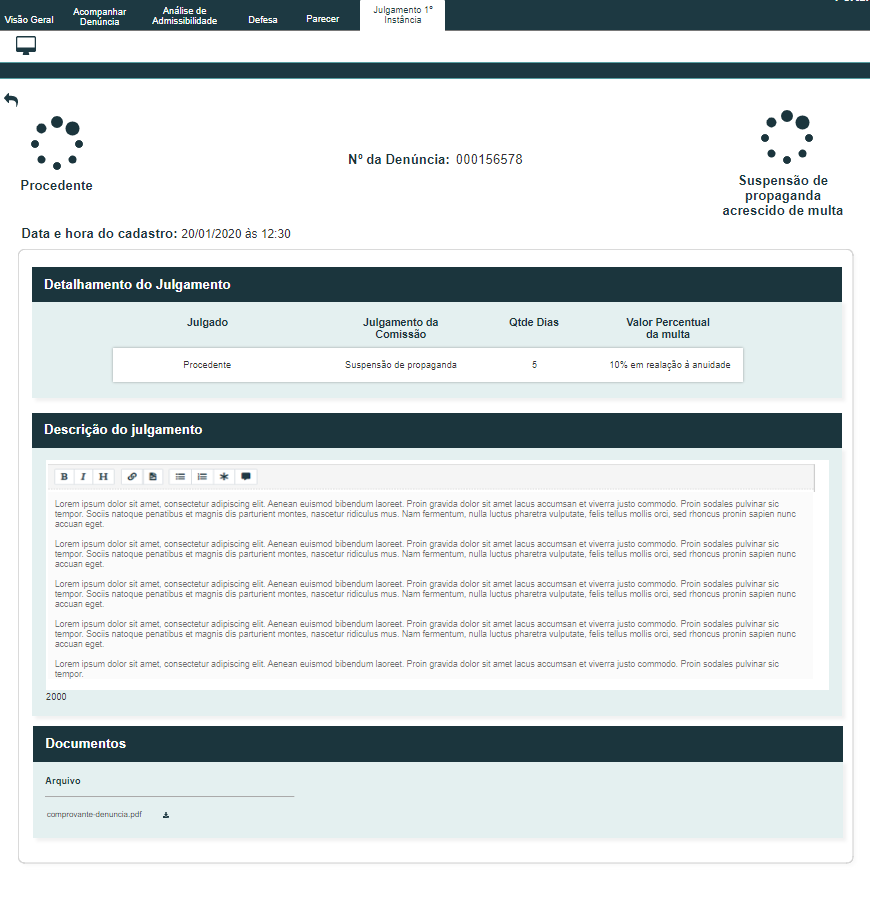 Visão Geral
Acompanhar
Denúncia
Análise de
Admissibilidade
Defesa
Parecer
Julgamento 1º
Instância
Procedente
Nº da Denúncia: 000156578
Suspensão de
propaganda
acrescido de multa
Data e hora do cadastro: 20/01/2020 às 12:30
Detalhamento do Julgamento
Julgado
Julgamento da
Comissão
Qtde Dias
Valor Percentual
da multa
Procedente
Suspensão de propaganda
5
10% em realação à anuidade
Descrição do julgamento
B I H
Lorem ipsum dolor sit amet, consectetur adipiscing elit. Aenean euismod bibendum laoreet. Proin gravida dolor sit amet lacus accumsan et viverra justo commodo. Proin sodales pulvinar sic
tempor. Sociis natoque penatibus et magnis dis parturient montes, nascetur ridiculus mus. Nam fermentum, nulla luctus pharetra vulputate, felis tellus mollis orci, sed rhoncus pronin sapien nunc
accuan eget.
Lorem ipsum dolor sit amet, consectetur adipiscing elit. Aenean euismod bibendum laoreet. Proin gravida dolor sit amet lacus accumsan et viverra justo commodo. Proin sodales pulvinar sic
tempor. Sociis natoque penatibus et magnis dis parturient montes, nascetur ridiculus mus. Nam fermentum, nulla luctus pharetra vulputate, felis tellus mollis orci, sed rhoncus pronin sapien nunc
accuan eget.
Lorem ipsum dolor sit amet, consectetur adipiscing elit. Aenean euismod bibendum laoreet. Proin gravida dolor sit amet lacus accumsan et viverra justo commodo. Proin sodales pulvinar sic
tempor. Sociis natoque penatibus et magnis dis parturient montes, nascetur ridiculus mus. Nam fermentum, nulla luctus pharetra vulputate, felis tellus mollis orci, sed rhoncus pronin sapien nunc
accuan eget.
Lorem ipsum dolor sit amet, consectetur adipiscing elit. Aenean euismod bibendum laoreet. Proin gravida dolor sit amet lacus accumsan et viverra justo commodo. Proin sodales pulvinar sic
tempor. Sociis natoque penatibus et magnis dis parturient montes, nascetur ridiculus mus. Nam fermentum, nulla luctus pharetra vulputate, felis tellus mollis orci, sed rhoncus pronin sapien nunc
accuan eget.
Lorem ipsum dolor sit amet, consectetur adipiscing elit. Aenean euismod bibendum laoreet. Proin gravida dolor sit amet lacus accumsan et viverra justo commodo. Proin sodales pulvinar sic
tempor.
2000
Documentos
Arquivo
comprovante-denuncia.pdf